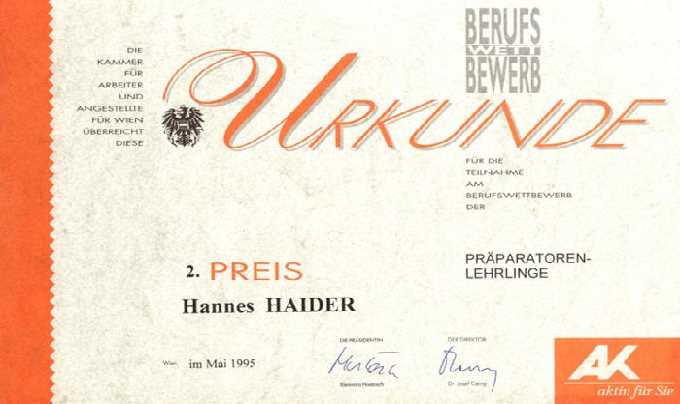 BERUFS
WETT
BEWERB
DIE
KAMMER
FÜR
ARBEITER
UND
ANGESTELLTE
FÜR WIEN
ÜBERREICHT
DIESE
URKUNDE
FÜR DIE
TEILNAHME
AM
BERUFSWETTBEWERB
DER
PRÄPARATOREN-
LEHRLINGE
2. PREIS
Hannes HAIDER
Wien, im Mai 1995
DIE PRÄSIDENTIN
DER DIREKTOR
Dr. Josef
AK
aktiv für Sie